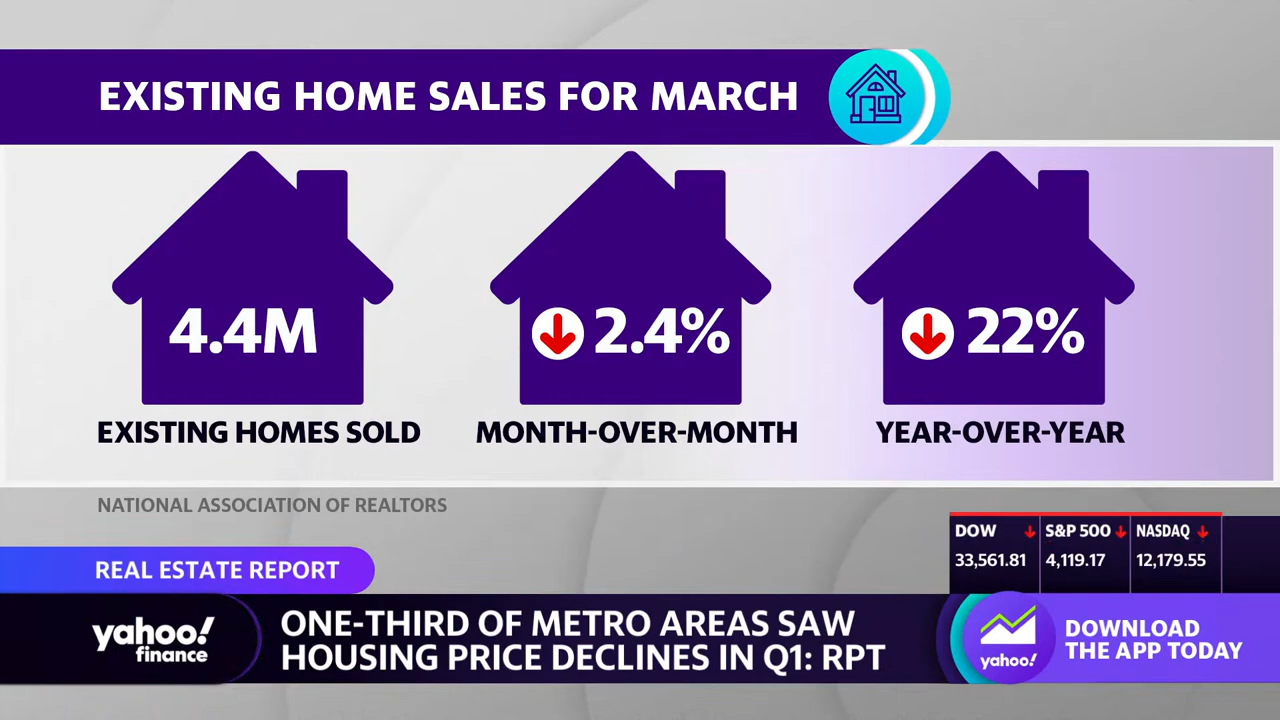 EXISTING HOME SALES FOR MARCH
4.4M
2.4%
22%
EXISTING HOMES SOLD
MONTH-OVER-MONTH
YEAR-OVER-YEAR
NATIONAL ASSOCIATION OF REALTORS
DOW
S&P 500
NASDAQ
33,561.81
4,119.17
12,179.55
REAL ESTATE REPORT
yahoo!
finance
ONE-THIRD OF METRO AREAS SAW
HOUSING PRICE DECLINES IN Q1: RPT
yahoo!
DOWNLOAD
THE APP TODAY